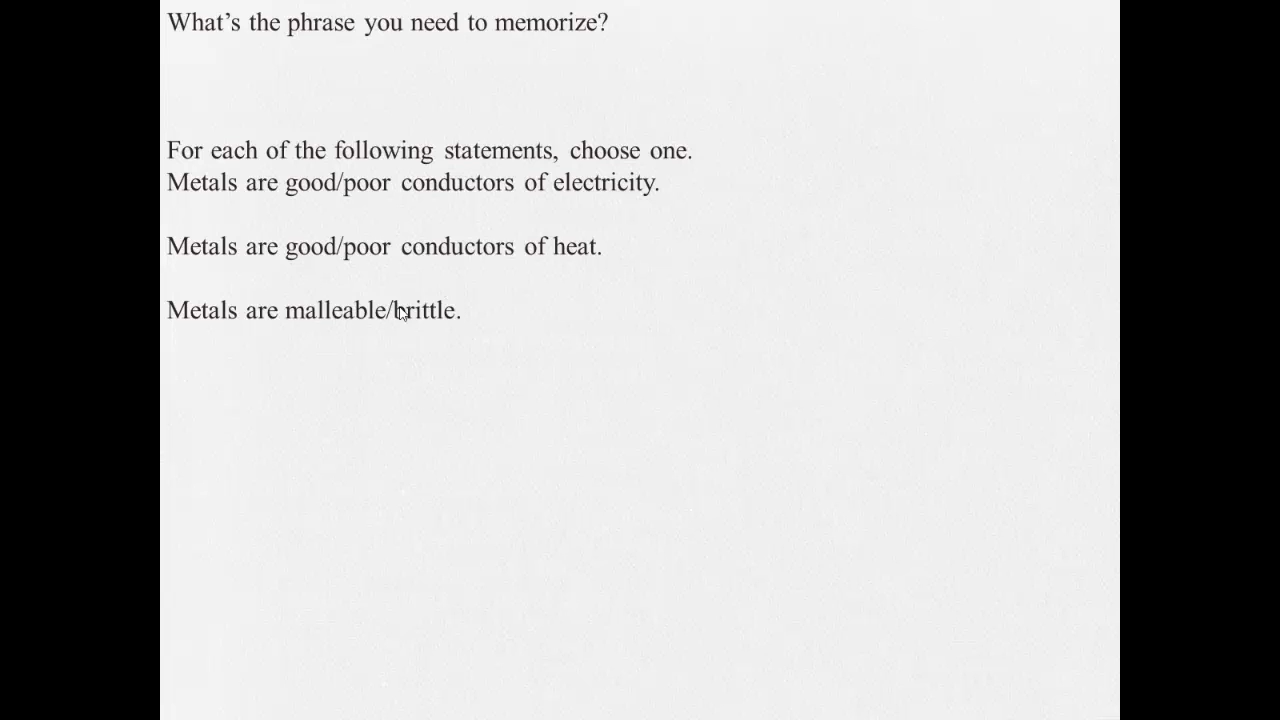 What’s the phrase you need to memorize?
For each of the following statements, choose one.
Metals are good/poor conductors of electricity.
Metals are good/poor conductors of heat.
Metals are malleable/brittle.